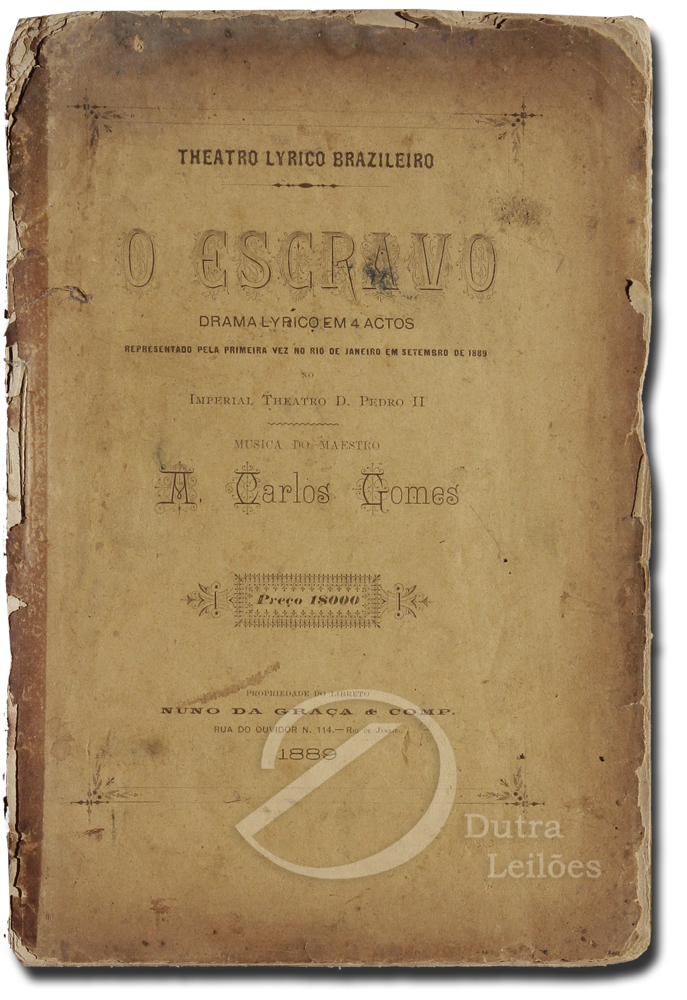 THEATRO LYRICO BRAZILEIRO
O ESCRAVO
DRAMA LYRICO EM 4 ACTOS
REPRESENTADO PELA PRIMEIRA VEZ NO RIO DE JANEIRO EM SETEMBRO DE 1889
NO
IMPERIAL THEATRO D. PEDRO II
MUSICA DO MAESTRO
A. Carlos Gomes
Preço 1$000
PROPRIEDADE DO LIBRETO
NUNO DA GRAÇA & COMP.
RUA DO OUVIDOR N. 114.—RIO DE JANEIRO
1889
Dutra
Leilões